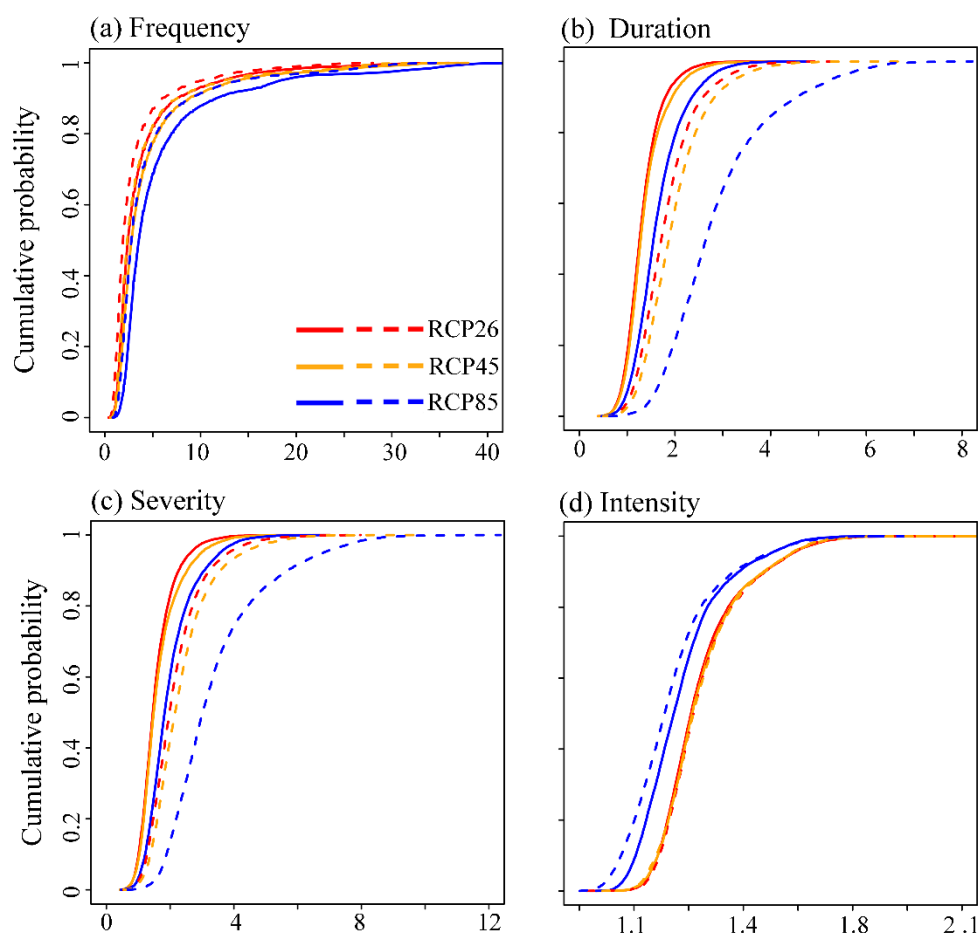 (a) Frequency
Cumulative probability
0 0.2 0.4 0.6 0.8 1
RCP26
RCP45
RCP85
0 10 20 30 40
(b) Duration
0 2 4 6 8
(c) Severity
Cumulative probability
0 0.2 0.4 0.6 0.8 1
0 4 8 12
(d) Intensity
1.1 1.4 1.8 2.1